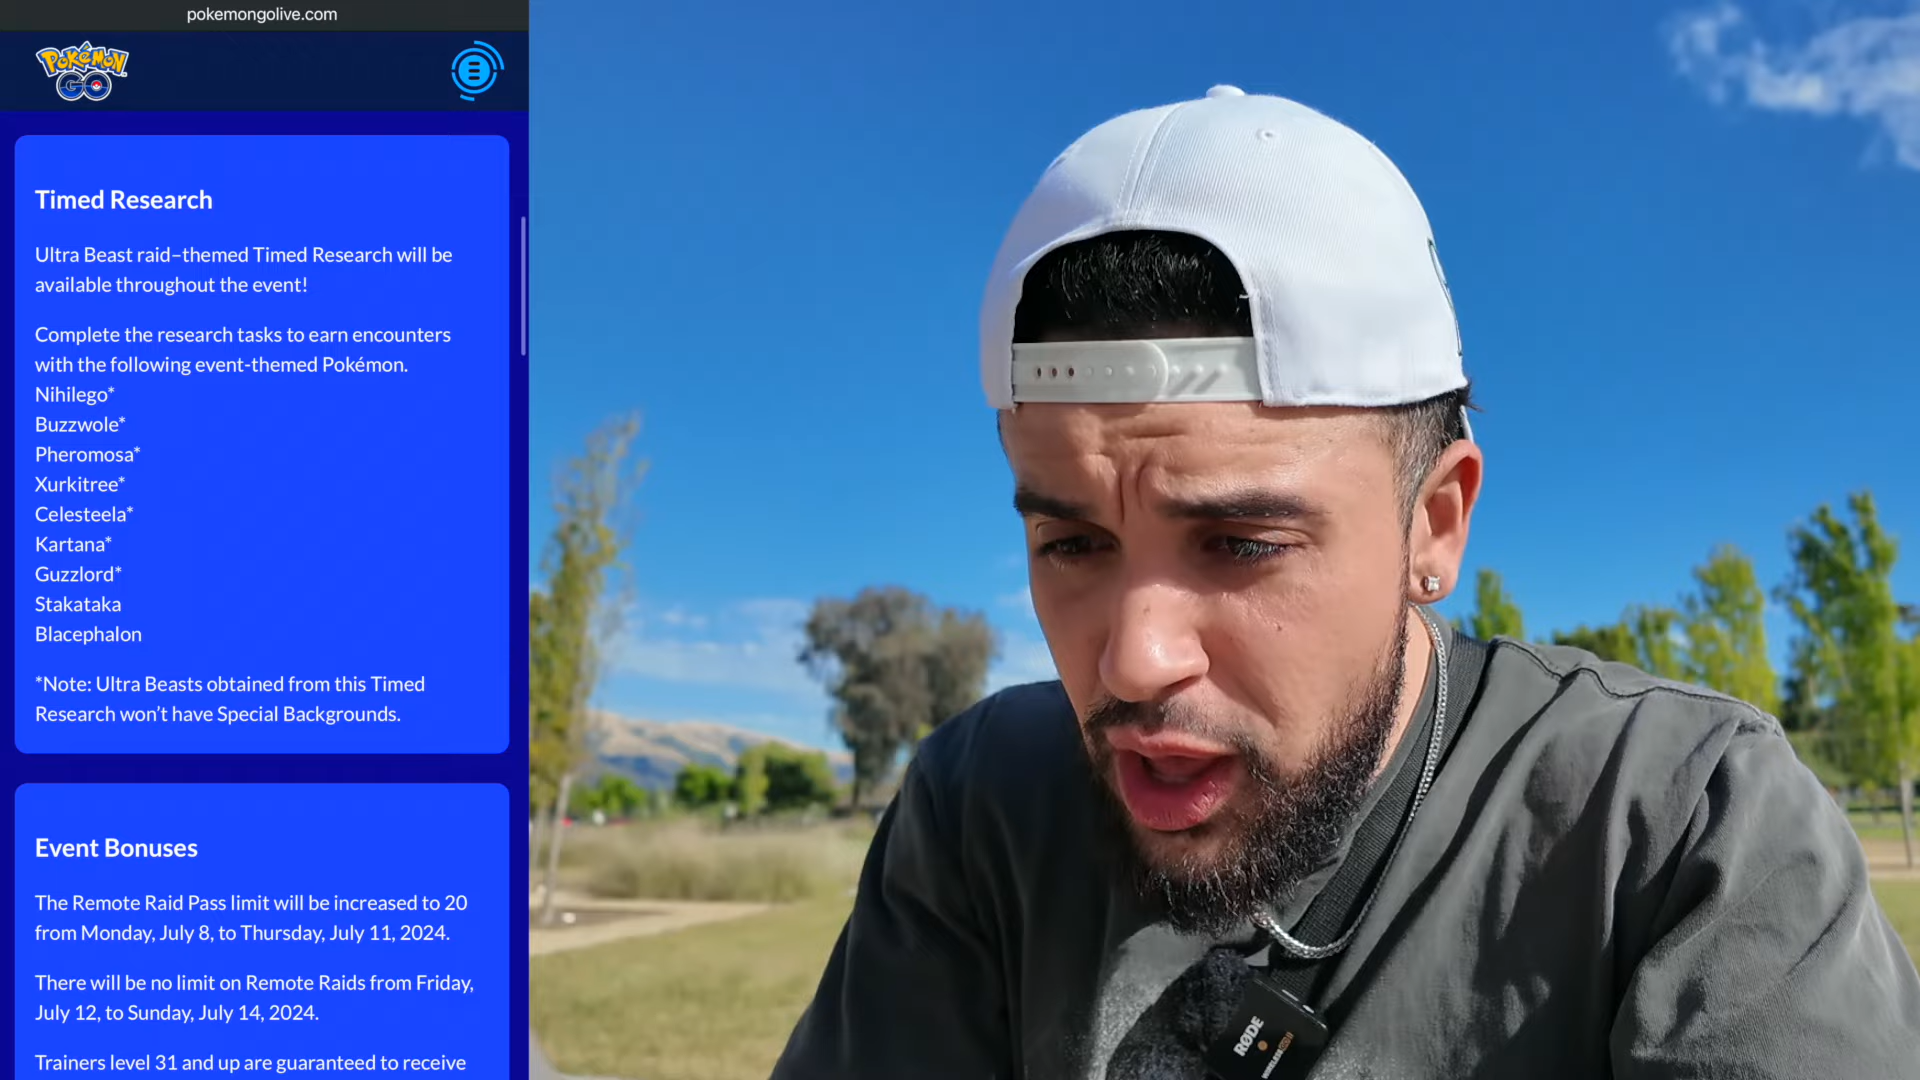 pokemongolive.com
POKéMON
GO
Timed Research
Ultra Beast raid–themed Timed Research will be
available throughout the event!
Complete the research tasks to earn encounters
with the following event-themed Pokémon.
Nihilego*
Buzzwole*
Pheromosa*
Xurkitree*
Celesteela*
Kartana*
Guzzlord*
Stakataka
Blacephalon
*Note: Ultra Beasts obtained from this Timed
Research won't have Special Backgrounds.
Event Bonuses
The Remote Raid Pass limit will be increased to 20
from Monday, July 8, to Thursday, July 11, 2024.
There will be no limit on Remote Raids from Friday,
July 12, to Sunday, July 14, 2024.
Trainers level 31 and up are guaranteed to receive
RØDE